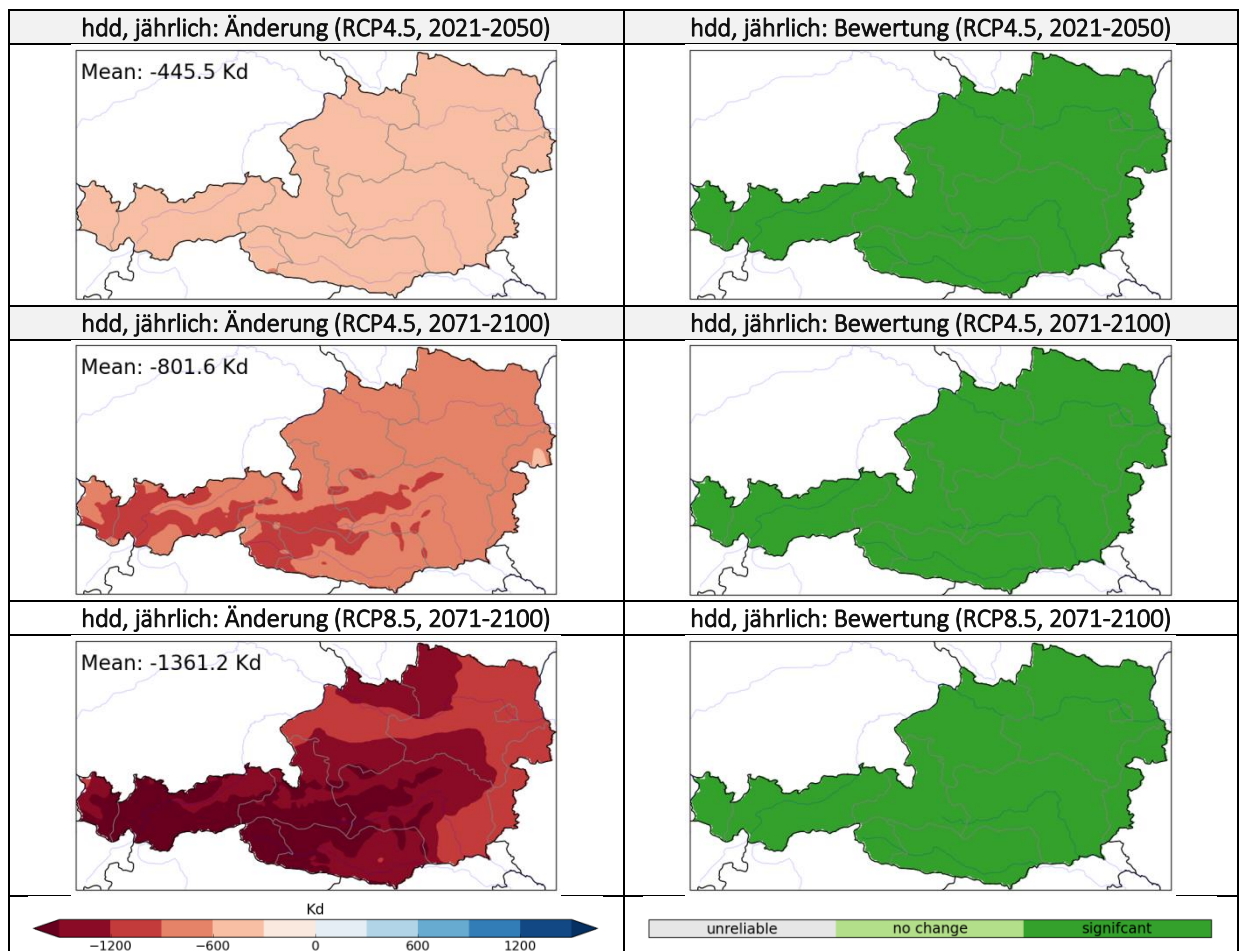 hdd, jährlich: Änderung (RCP4.5, 2021-2050)
hdd, jährlich: Bewertung (RCP4.5, 2021-2050)
Mean: -445.5 Kd
hdd, jährlich: Änderung (RCP4.5, 2071-2100)
hdd, jährlich: Bewertung (RCP4.5, 2071-2100)
Mean: -801.6 Kd
hdd, jährlich: Änderung (RCP8.5, 2071-2100)
hdd, jährlich: Bewertung (RCP8.5, 2071-2100)
Mean: -1361.2 Kd
Kd
−1200 −600 0 600 1200
unreliable no change signifcant